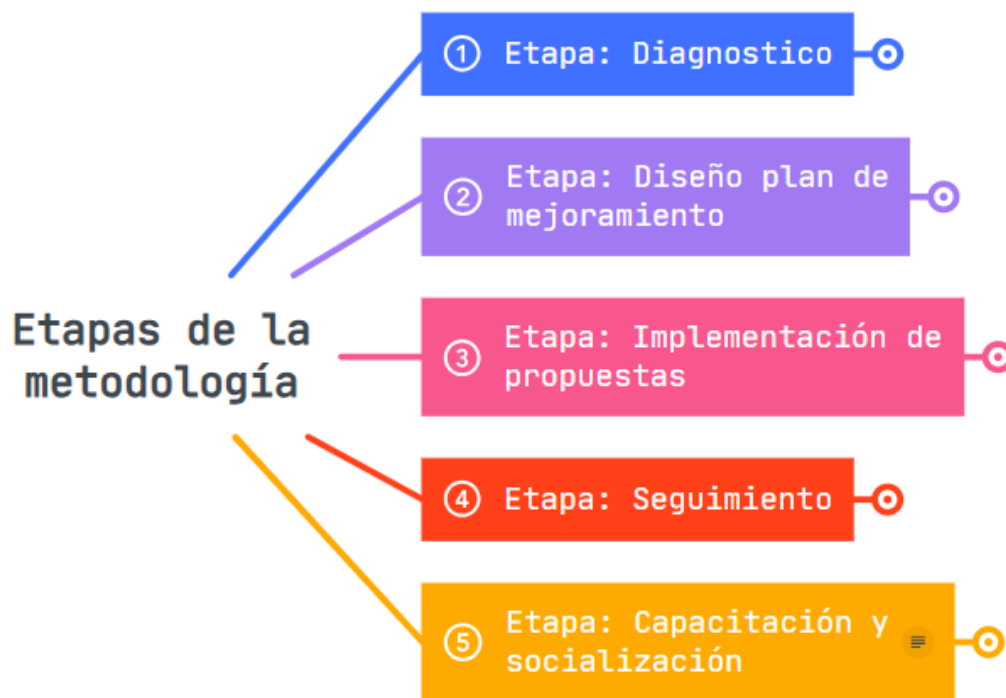 ① Etapa: Diagnostico
② Etapa: Diseño plan de
mejoramiento
Etapas de la
metodología
③ Etapa: Implementación de
propuestas
④ Etapa: Seguimiento
⑤ Etapa: Capacitación y
socialización